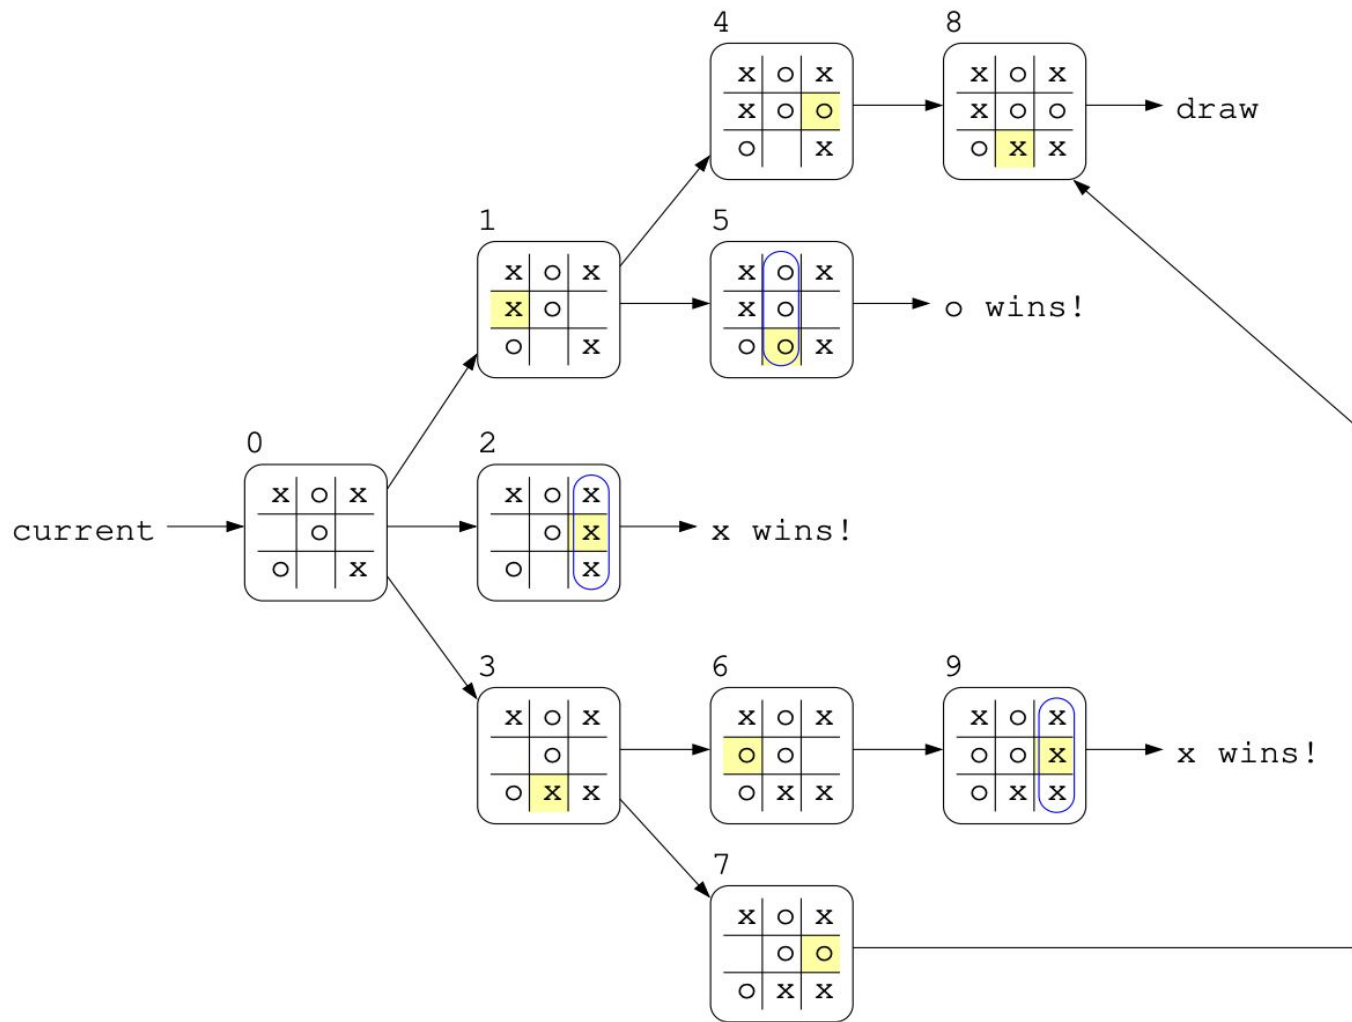 4 8
x o x x o x
x o o x o o draw
o x o x x
1 5
x o x x o x
x o x o o wins!
o x o o x
0 2
x o x x o x
current o o x x wins!
o x o x
3 6 9
x o x x o x x o x
o o o o o x x wins!
o x x o x x o x x
7
x o x
o o
o x x